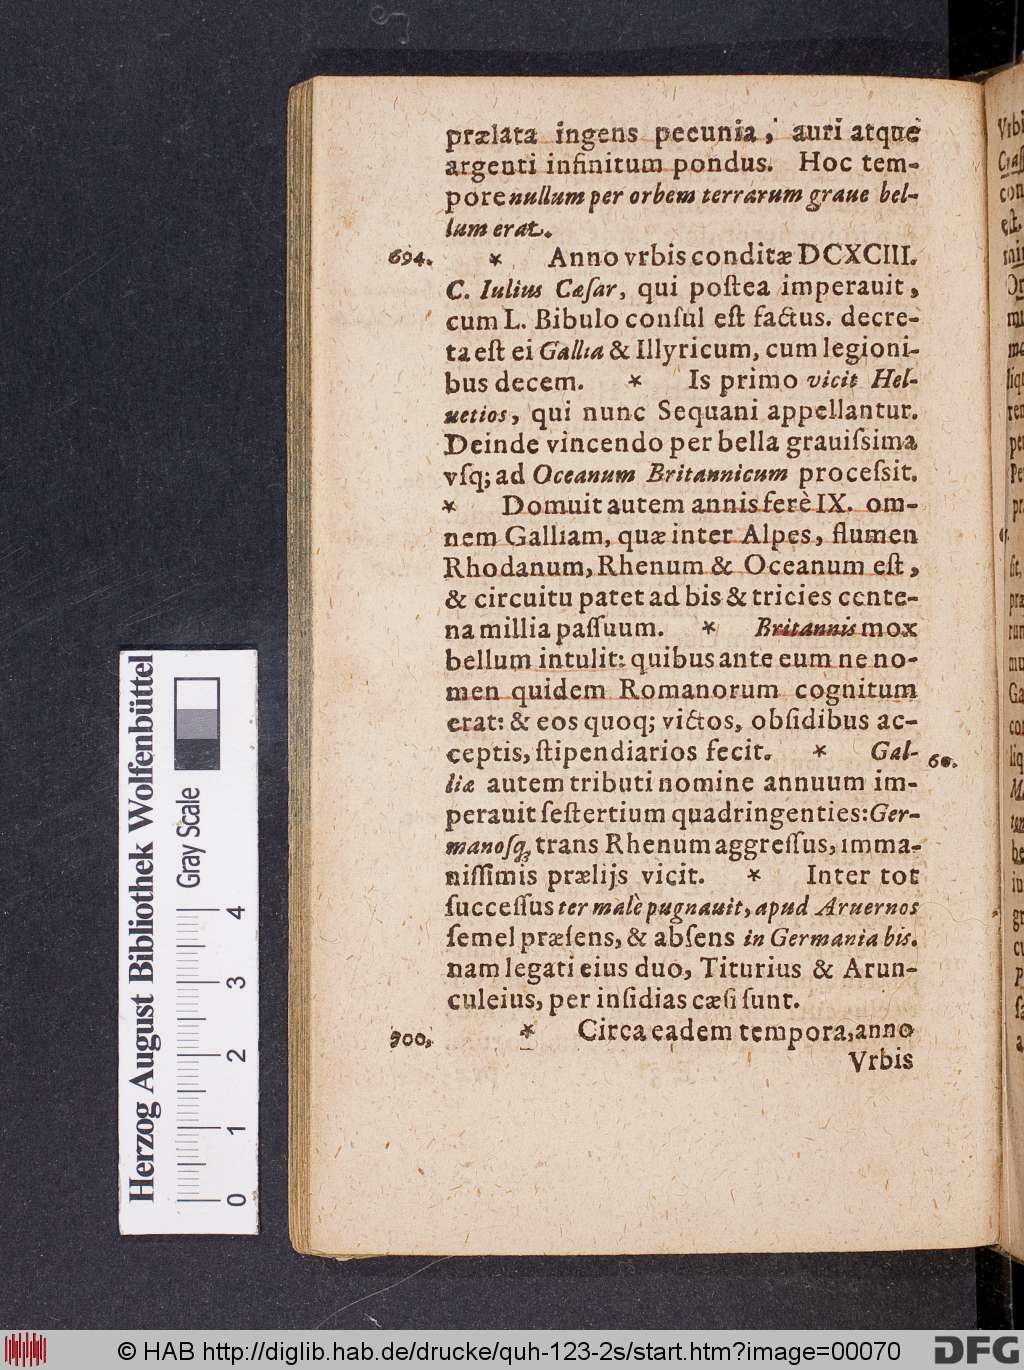 prælata ingens pecunia, auri atque
argenti infinitum pondus. Hoc tem-
pore nullum per orbem terrarum graue bel-
lum erat.
694. * Anno vrbis conditæ DCXCIII.
C. Iulius Cæſar, qui poſtea imperauit,
cum L. Bibulo conſul eſt factus. decre-
ta eſt ei Gallia & Illyricum, cum legioni-
bus decem. * Is primo vicit Hel-
uetios, qui nunc Sequani appellantur.
Deinde vincendo per bella grauiſsima
vſq; ad Oceanum Britannicum proceſsit.
* Domuit autem annis ferè IX. om-
nem Galliam, quæ inter Alpes, flumen
Rhodanum, Rhenum & Oceanum eſt,
& circuitu patet ad bis & tricies cente-
na millia paſſuum. * Britannis mox
bellum intulit: quibus ante eum ne no-
men quidem Romanorum cognitum
erat: & eos quoq; victos, obſidibus ac-
ceptis, ſtipendiarios fecit. * Gal- 60.
liæ autem tributi nomine annuum im-
perauit ſeſtertium quadringenties: Ger-
manoſq; trans Rhenum aggreſſus, imma-
niſſimis prælijs vicit. * Inter tot
ſucceſſus ter malè pugnauit, apud Aruernos
ſemel præſens, & abſens in Germania bis.
nam legati eius duo, Titurius & Arun-
culeius, per inſidias cæſi ſunt.
700. * Circa eadem tempora, anno
Vrbis
Herzog August Bibliothek Wolfenbüttel
Gray Scale
0 1 2 3 4
© HAB http://diglib.hab.de/drucke/quh-123-2s/start.htm?image=00070
DFG